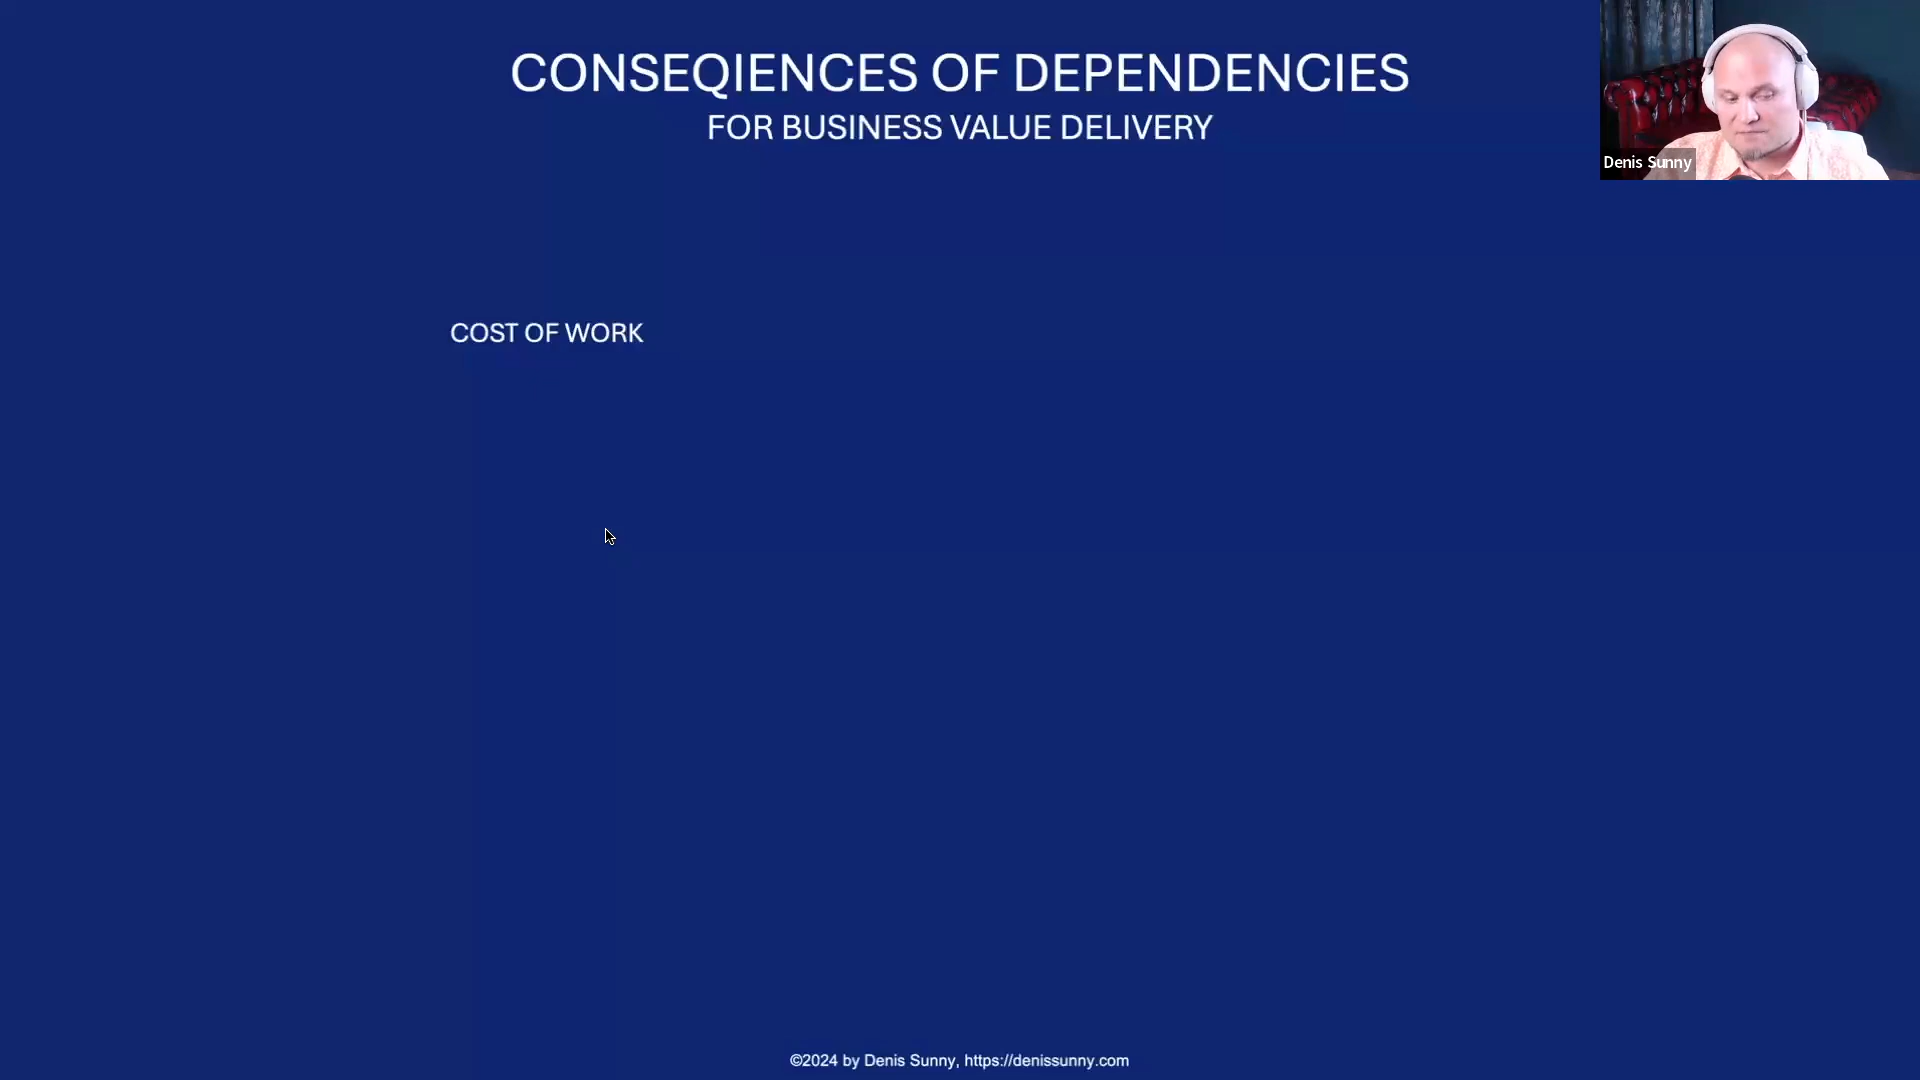 CONSEQIENCES OF DEPENDENCIES
FOR BUSINESS VALUE DELIVERY
Denis Sunny
COST OF WORK
©2024 by Denis Sunny, https://denissunny.com